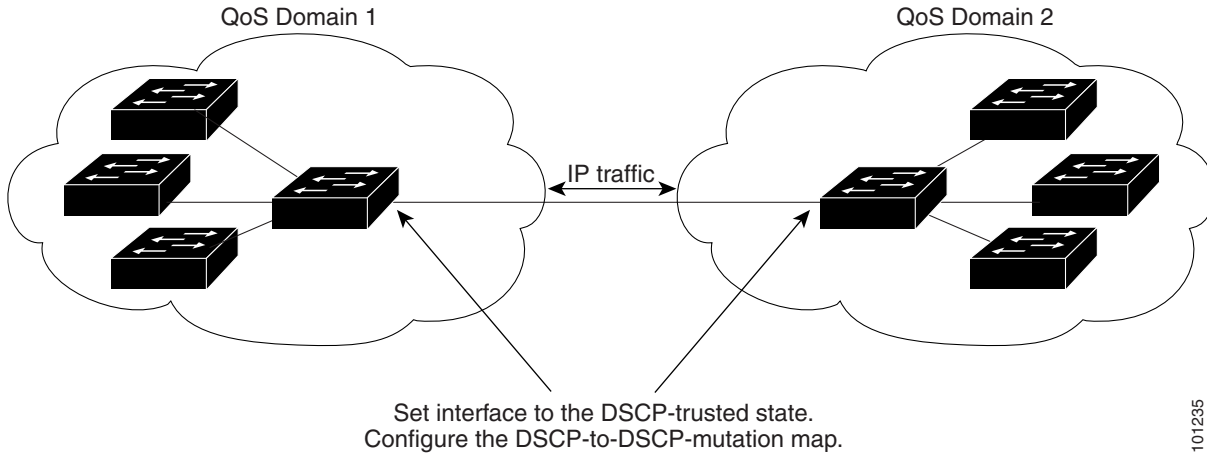 QoS Domain 1
QoS Domain 2
IP traffic
Set interface to the DSCP-trusted state.
Configure the DSCP-to-DSCP-mutation map.
101235